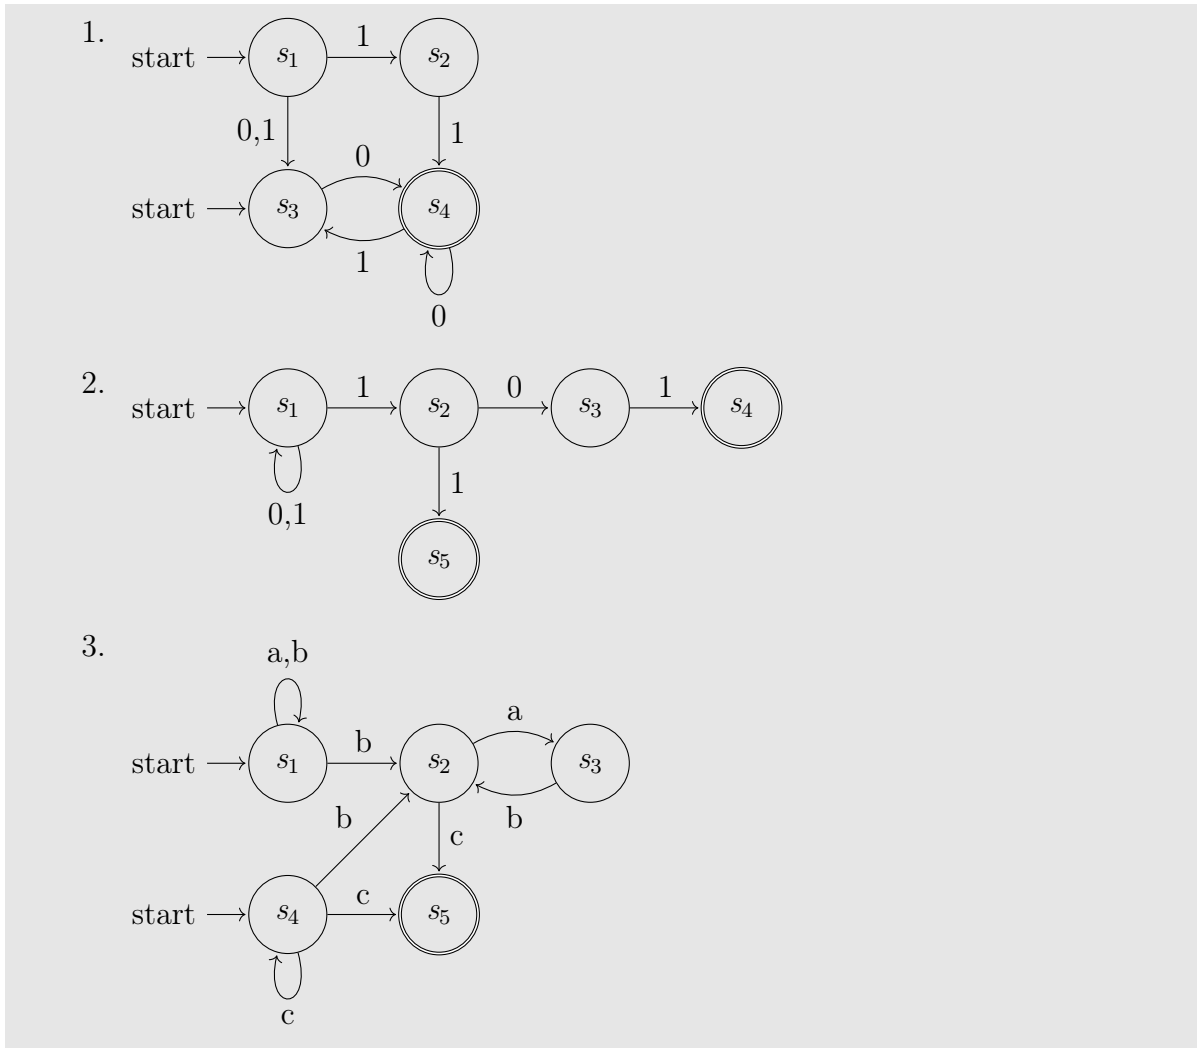 1.
start s₁ 1 s₂
0,1 1
0
start s₃ s₄
1
0
2.
start s₁ 1 s₂ 0 s₃ 1 s₄
1
0,1
s₅
3.
a,b
a
start s₁ b s₂ s₃
b b
c
start s₄ c s₅
c